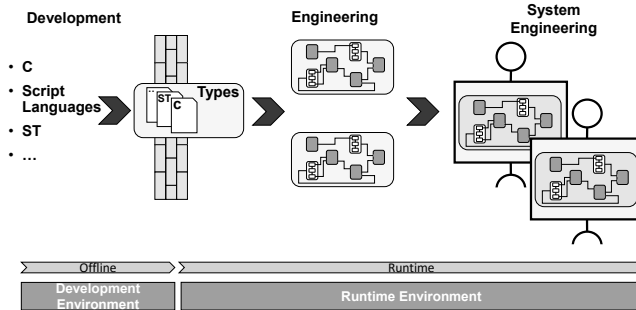 Development
Engineering
System
Engineering
• C
• Script
Languages
• ST
• ...
...
ST
C
Types
Offline
Runtime
Development
Environment
Runtime Environment